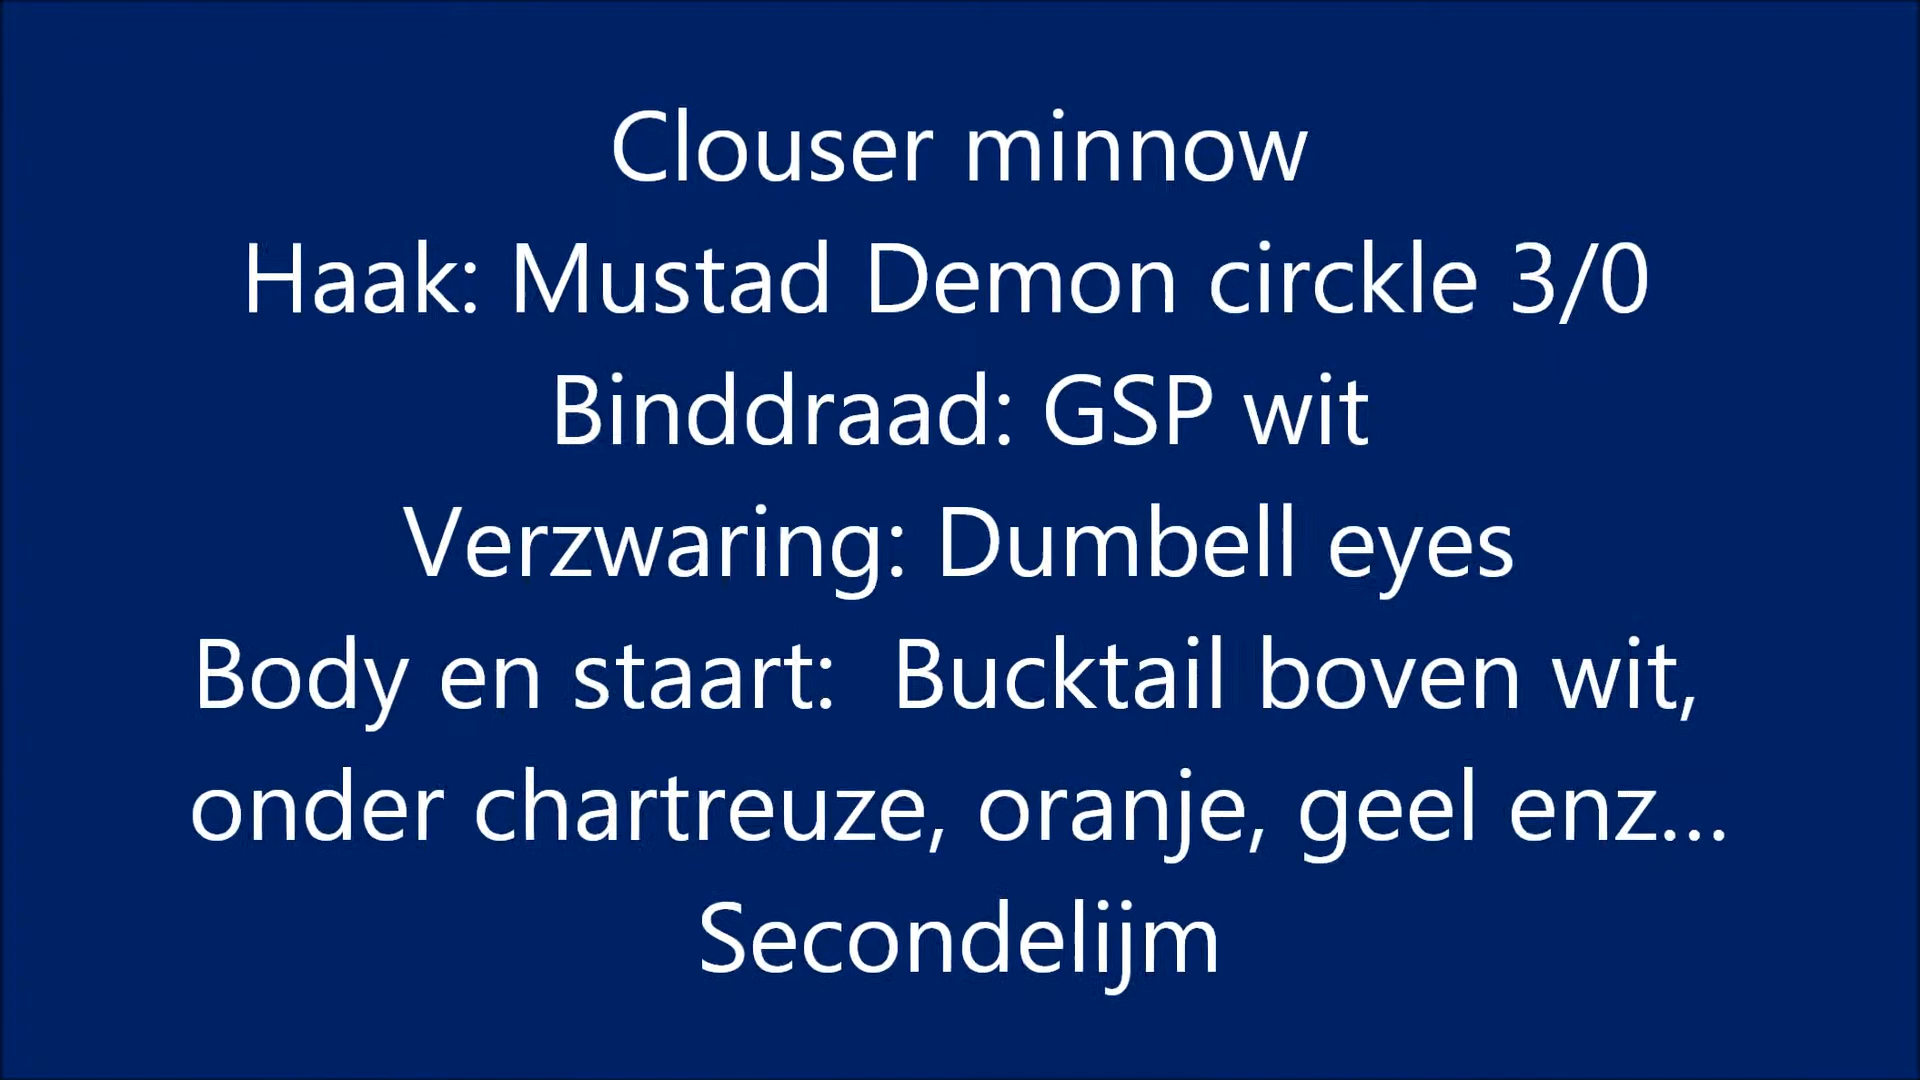 Clouser minnow
Haak: Mustad Demon circkle 3/0
Binddraad: GSP wit
Verzwaring: Dumbell eyes
Body en staart:  Bucktail boven wit,
onder chartreuze, oranje, geel enz...
Secondelijm